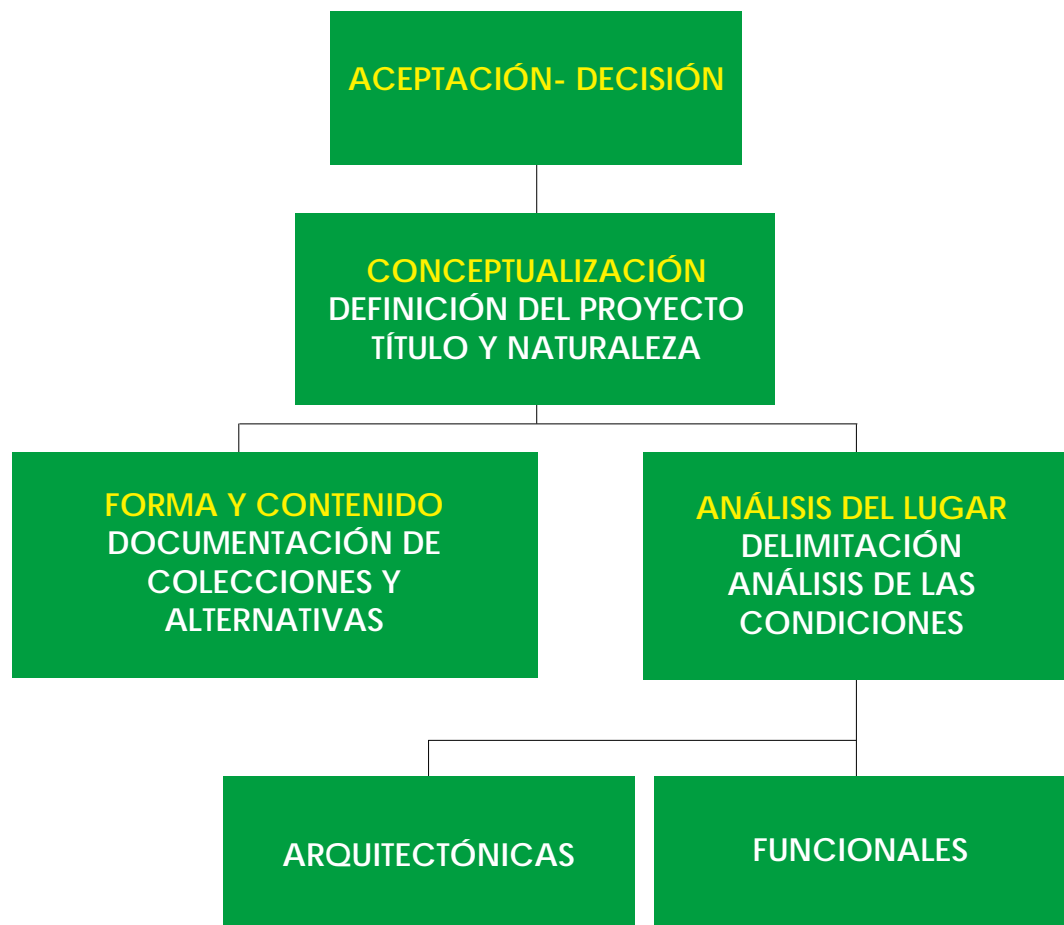 ACEPTACIÓN- DECISIÓN
CONCEPTUALIZACIÓN
DEFINICIÓN DEL PROYECTO
TÍTULO Y NATURALEZA
FORMA Y CONTENIDO
DOCUMENTACIÓN DE
COLECCIONES Y
ALTERNATIVAS
ANÁLISIS DEL LUGAR
DELIMITACIÓN
ANÁLISIS DE LAS
CONDICIONES
ARQUITECTÓNICAS
FUNCIONALES